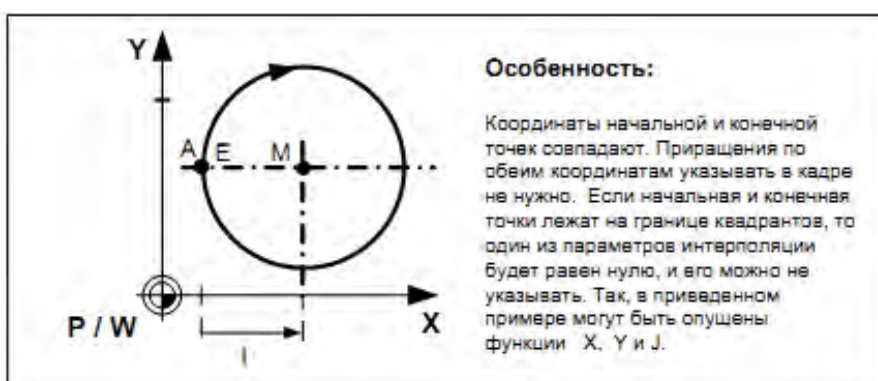 Y
A E M
P / W
X
I
Особенность:
Координаты начальной и конечной
точек совпадают. Приращения по
обеим координатам указывать в кадре
не нужно. Если начальная и конечная
точки лежат на границе квадрантов, то
один из параметров интерполяции
будет равен нулю, и его можно не
указывать. Так, в приведенном
примере могут быть опущены
функции X, Y и J.